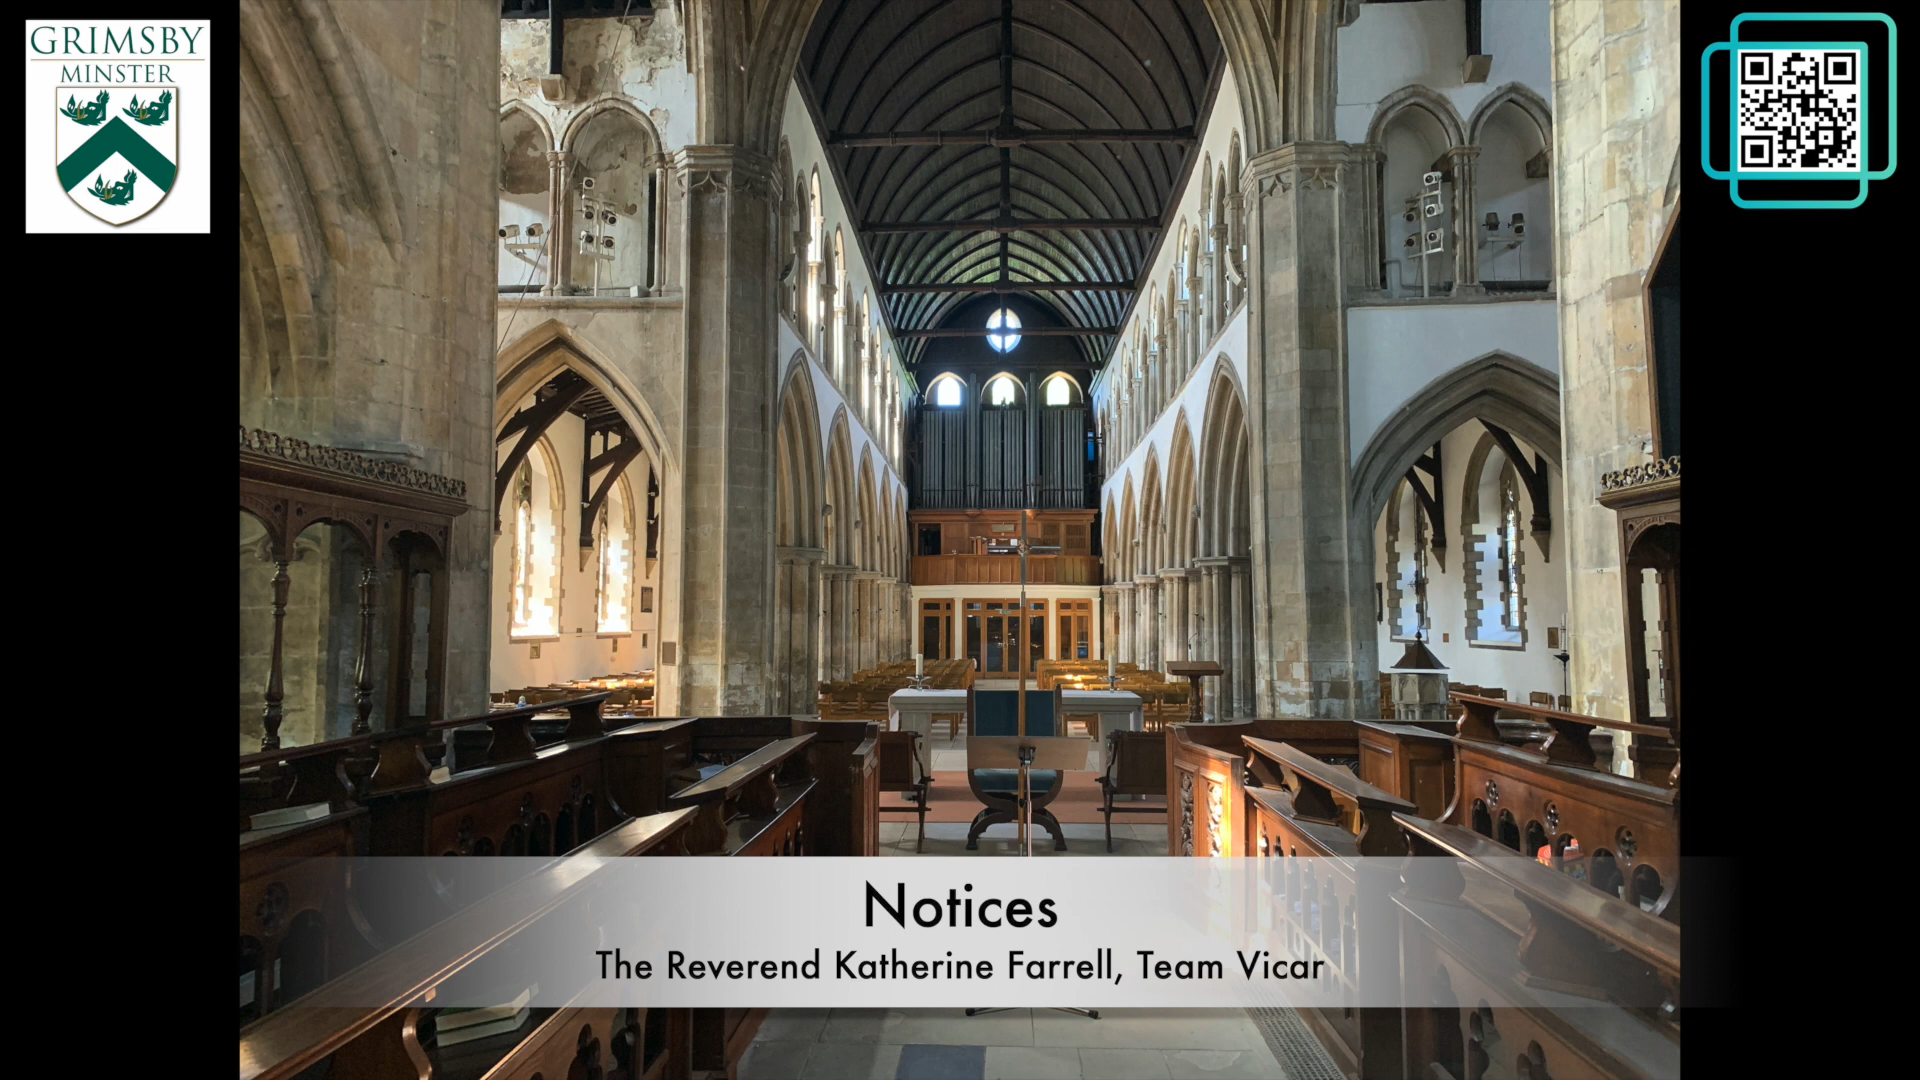 GRIMSBY
MINSTER
Notices
The Reverend Katherine Farrell, Team Vicar